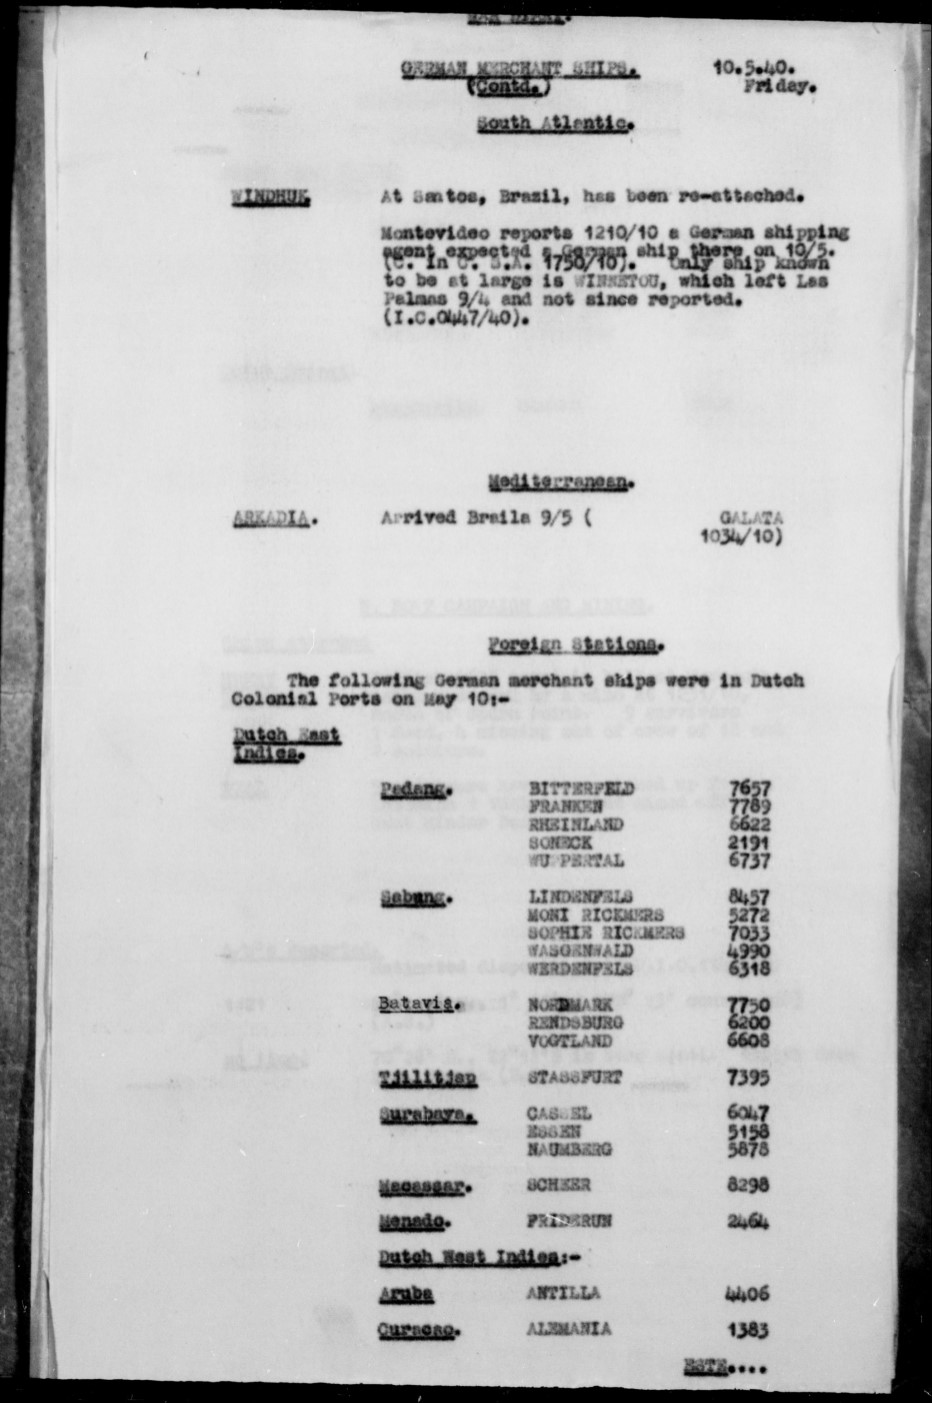 GERMAN MERCHANT SHIPS. 10.5.40.
(Contd.) Friday.
South Atlantic.
WINDHUK At Santos, Brazil, has been re-attached.
Montevideo reports 1210/10 a German shipping
agent expected a German ship there on 10/5.
(C. in C. S.A. 1750/10). Only ship known
to be at large is WINNETOU, which left Las
Palmas 9/4 and not since reported.
(I.C.0447/40).
Mediterranean.
ARKADIA. Arrived Braila 9/5 ( GALATA
1034/10)
Foreign Stations.
The following German merchant ships were in Dutch
Colonial Ports on May 10:-
Dutch East
Indies.
Padang. BITTERFELD 7657
FRANKEN 7789
RHEINLAND 6622
SONECK 2191
WUPPERTAL 6737
Sabang. LINDENFELS 8457
MONI RICKMERS 5272
SOPHIE RICKMERS 7033
WASGENWALD 4990
WERDENFELS 6318
Batavia. NORDMARK 7750
RENDSBURG 6200
VOGTLAND 6608
Tjilitjap STASSFURT 7395
Surabaya. CASSEL 6047
ESSEN 5158
NAUMBERG 5878
Macassar. SCHEER 8298
Menado. FRIDERUN 2464
Dutch West Indies:-
Aruba ANTILLA 4406
Curacao. ALEMANIA 1383
ESTE....